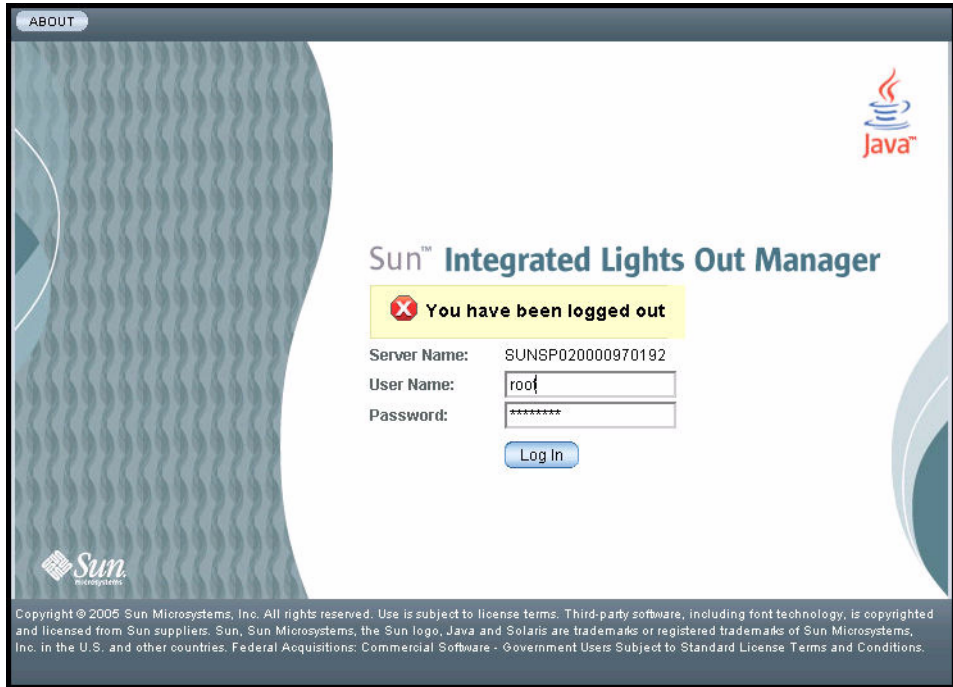 ABOUT
Java™
Sun™ Integrated Lights Out Manager
You have been logged out
Server Name: SUNSP020000970192
User Name: root
Password: ********
Log In
Sun
microsystems
Copyright © 2005 Sun Microsystems, Inc. All rights reserved. Use is subject to license terms. Third-party software, including font technology, is copyrighted
and licensed from Sun suppliers. Sun, Sun Microsystems, the Sun logo, Java and Solaris are trademarks or registered trademarks of Sun Microsystems,
Inc. in the U.S. and other countries. Federal Acquisitions: Commercial Software - Government Users Subject to Standard License Terms and Conditions.